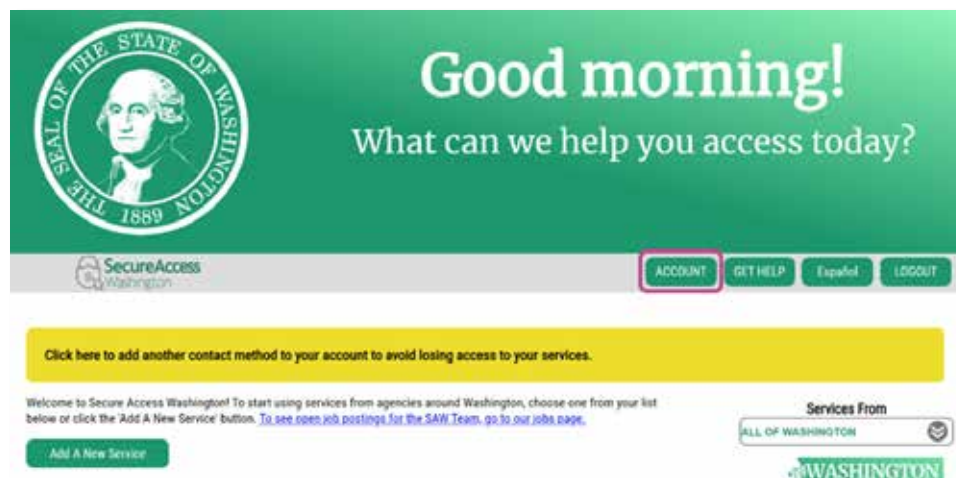 THE SEAL OF THE STATE OF WASHINGTON
1889
Good morning!
What can we help you access today?
SecureAccess
Washington
ACCOUNT
GET HELP
Español
LOGOUT
Click here to add another contact method to your account to avoid losing access to your services.
Welcome to Secure Access Washington! To start using services from agencies around Washington, choose one from your list
below or click the 'Add A New Service' button. To see open job postings for the SAW Team, go to our jobs page.
Services From
ALL OF WASHINGTON
Add A New Service
WASHINGTON